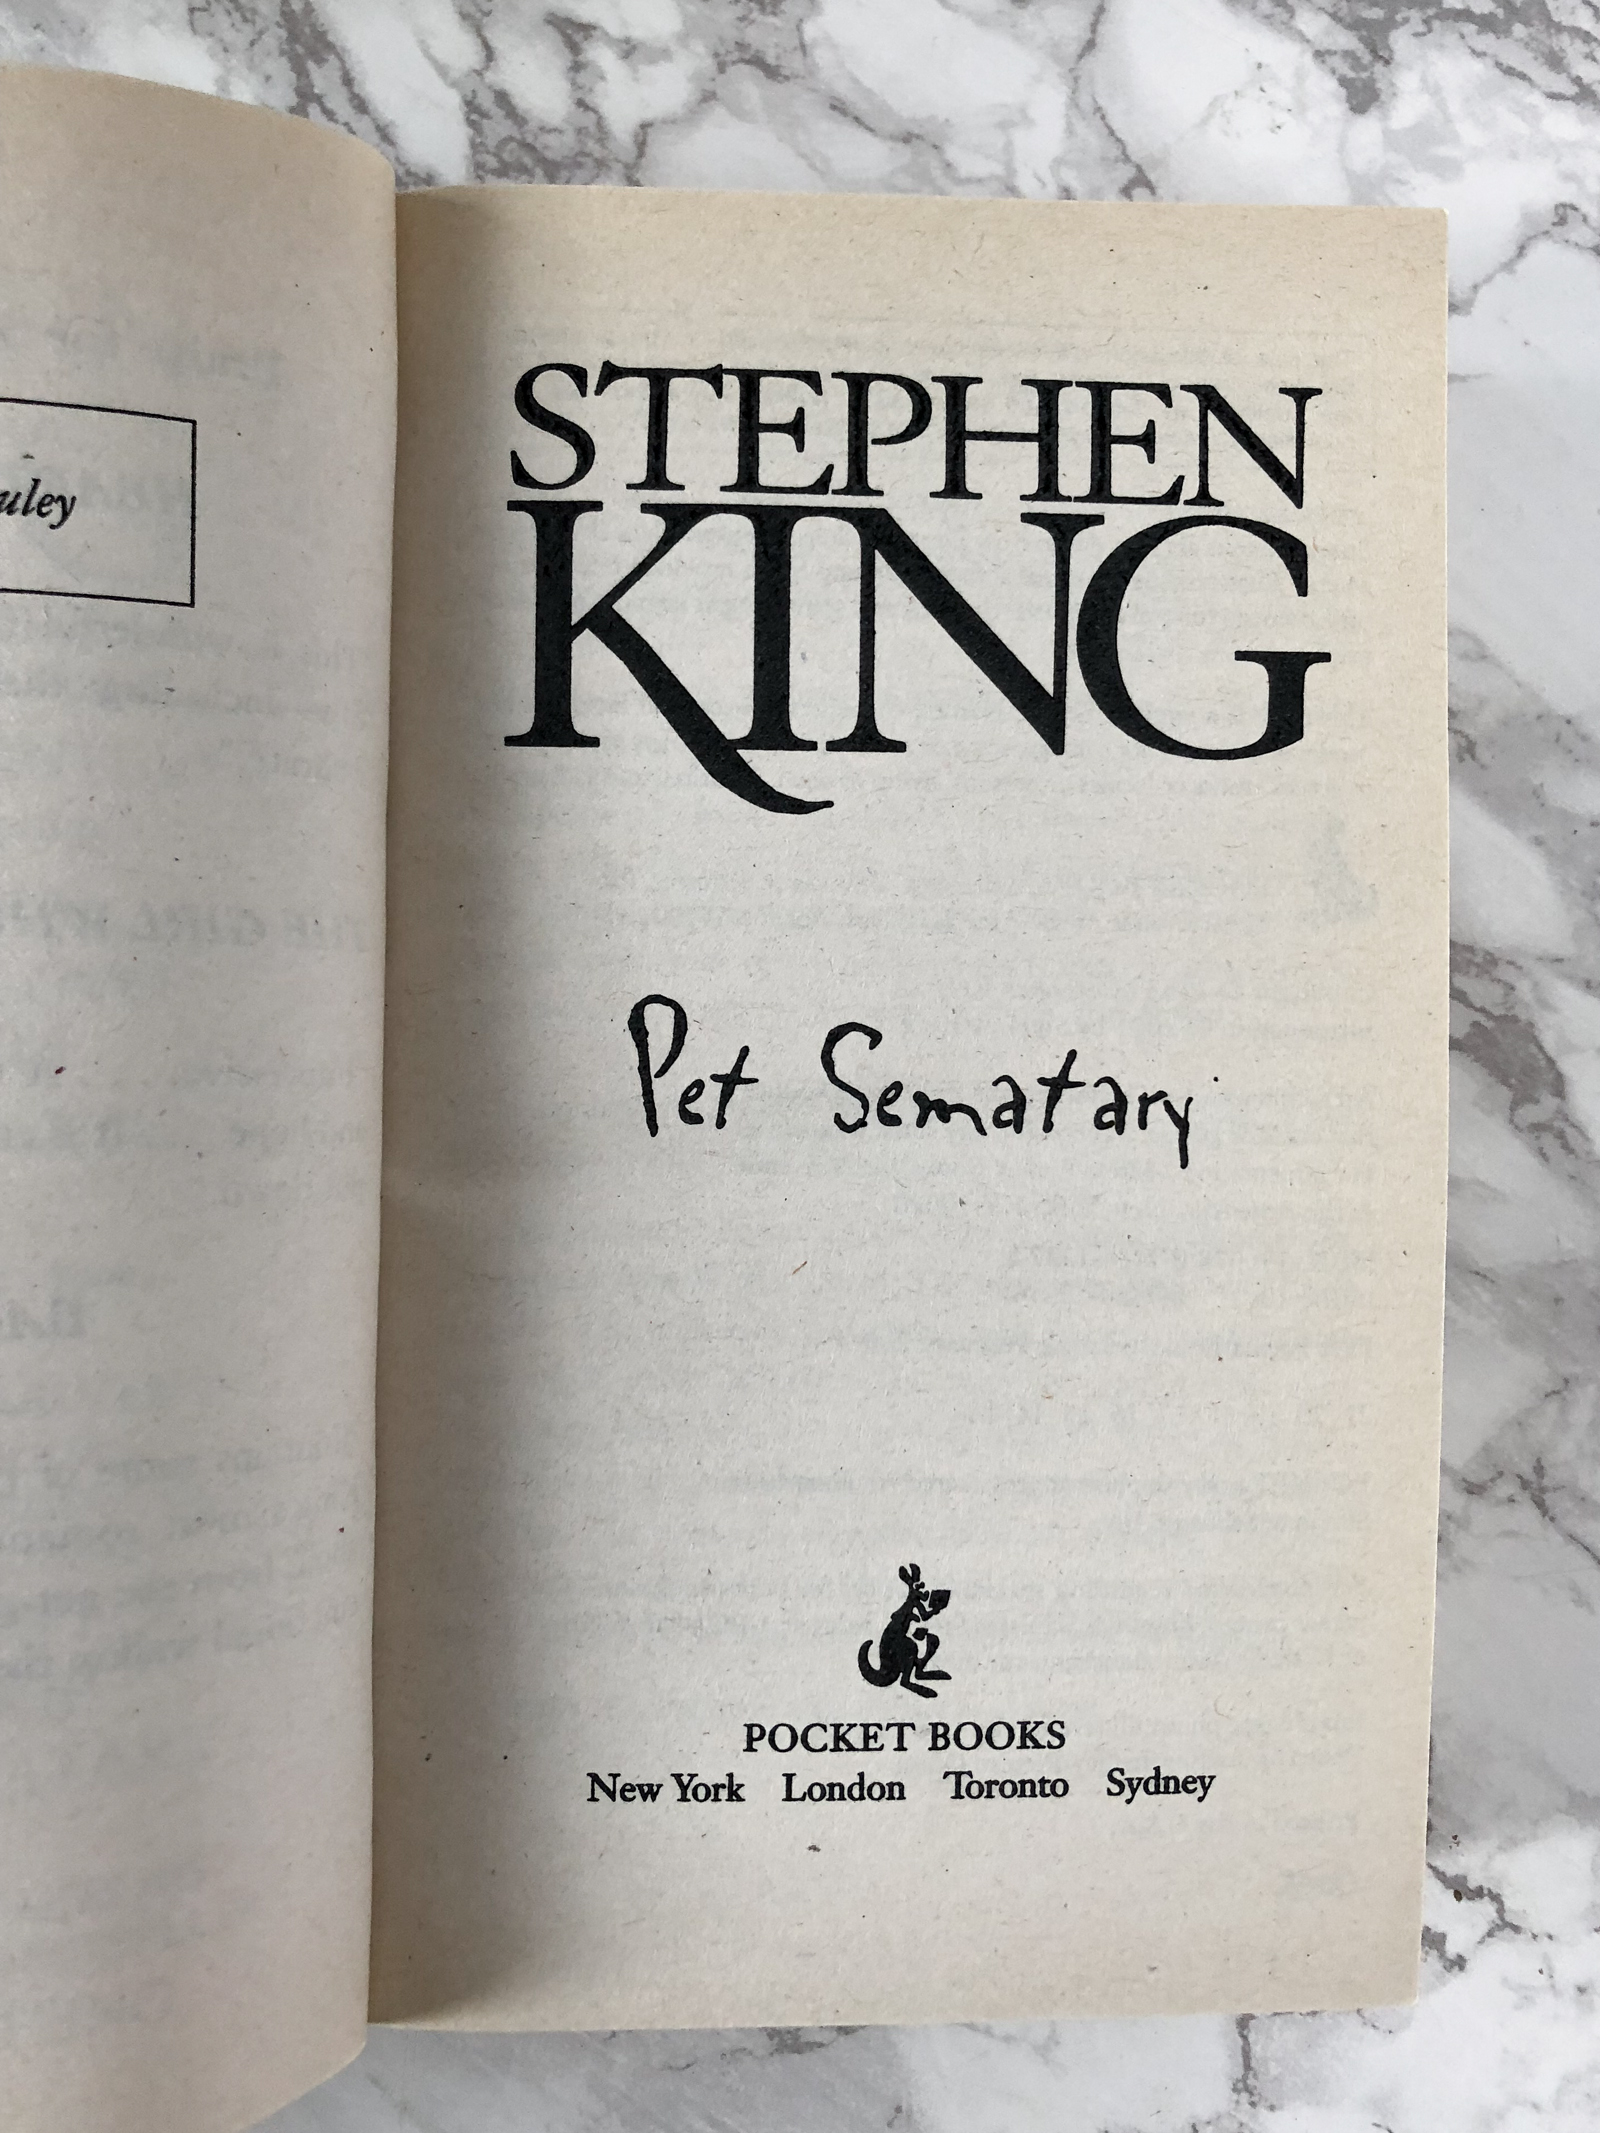 uley
STEPHEN
KING
Pet Sematary
POCKET BOOKS
New York London Toronto Sydney